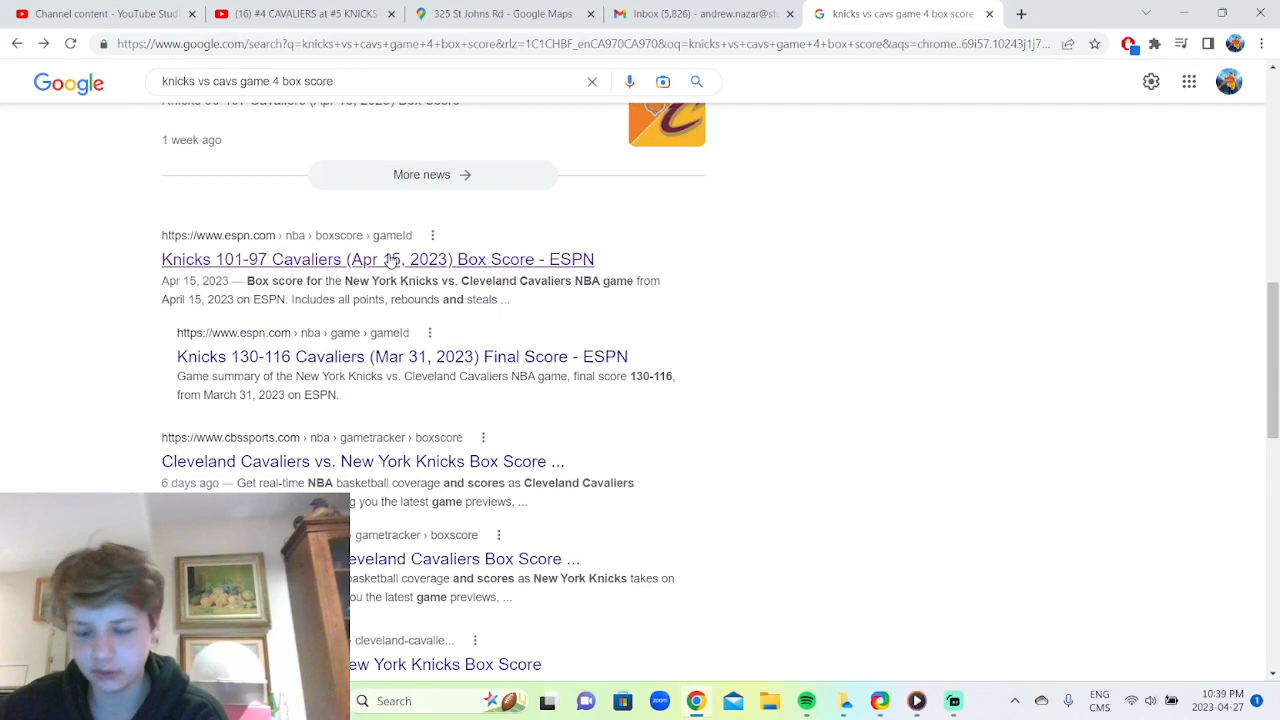 Channel content - YouTube Studi
(16) #4 CAVALIERS at #5 KNICKS
325 St Johns Rd - Google Maps
Inbox (5,826) - andrew.nazar@st
knicks vs cavs game 4 box score
https://www.google.com/search?q=knicks+vs+cavs+game+4+box+score&rlz=1C1CHBF_enCA970CA970&oq=knicks+vs+cavs+game+4+box+score&aqs=chrome..69i57.10243j1j7...
Google
knicks vs cavs game 4 box score
1 week ago
More news
https://www.espn.com › nba › boxscore › gameId
Knicks 101-97 Cavaliers (Apr 15, 2023) Box Score - ESPN
Apr 15, 2023 — Box score for the New York Knicks vs. Cleveland Cavaliers NBA game from
April 15, 2023 on ESPN. Includes all points, rebounds and steals ...
https://www.espn.com › nba › game › gameId
Knicks 130-116 Cavaliers (Mar 31, 2023) Final Score - ESPN
Game summary of the New York Knicks vs. Cleveland Cavaliers NBA game, final score 130-116,
from March 31, 2023 on ESPN.
https://www.cbssports.com › nba › gametracker › boxscore
Cleveland Cavaliers vs. New York Knicks Box Score ...
6 days ago — Get real-time NBA basketball coverage and scores as Cleveland Cavaliers
g you the latest game previews, ...
gametracker › boxscore
eveland Cavaliers Box Score ...
basketball coverage and scores as New York Knicks takes on
ou the latest game previews, ...
› cleveland-cavalie...
ew York Knicks Box Score
Search
zoom
ENG
CMS
10:39 PM
2023-04-27
1